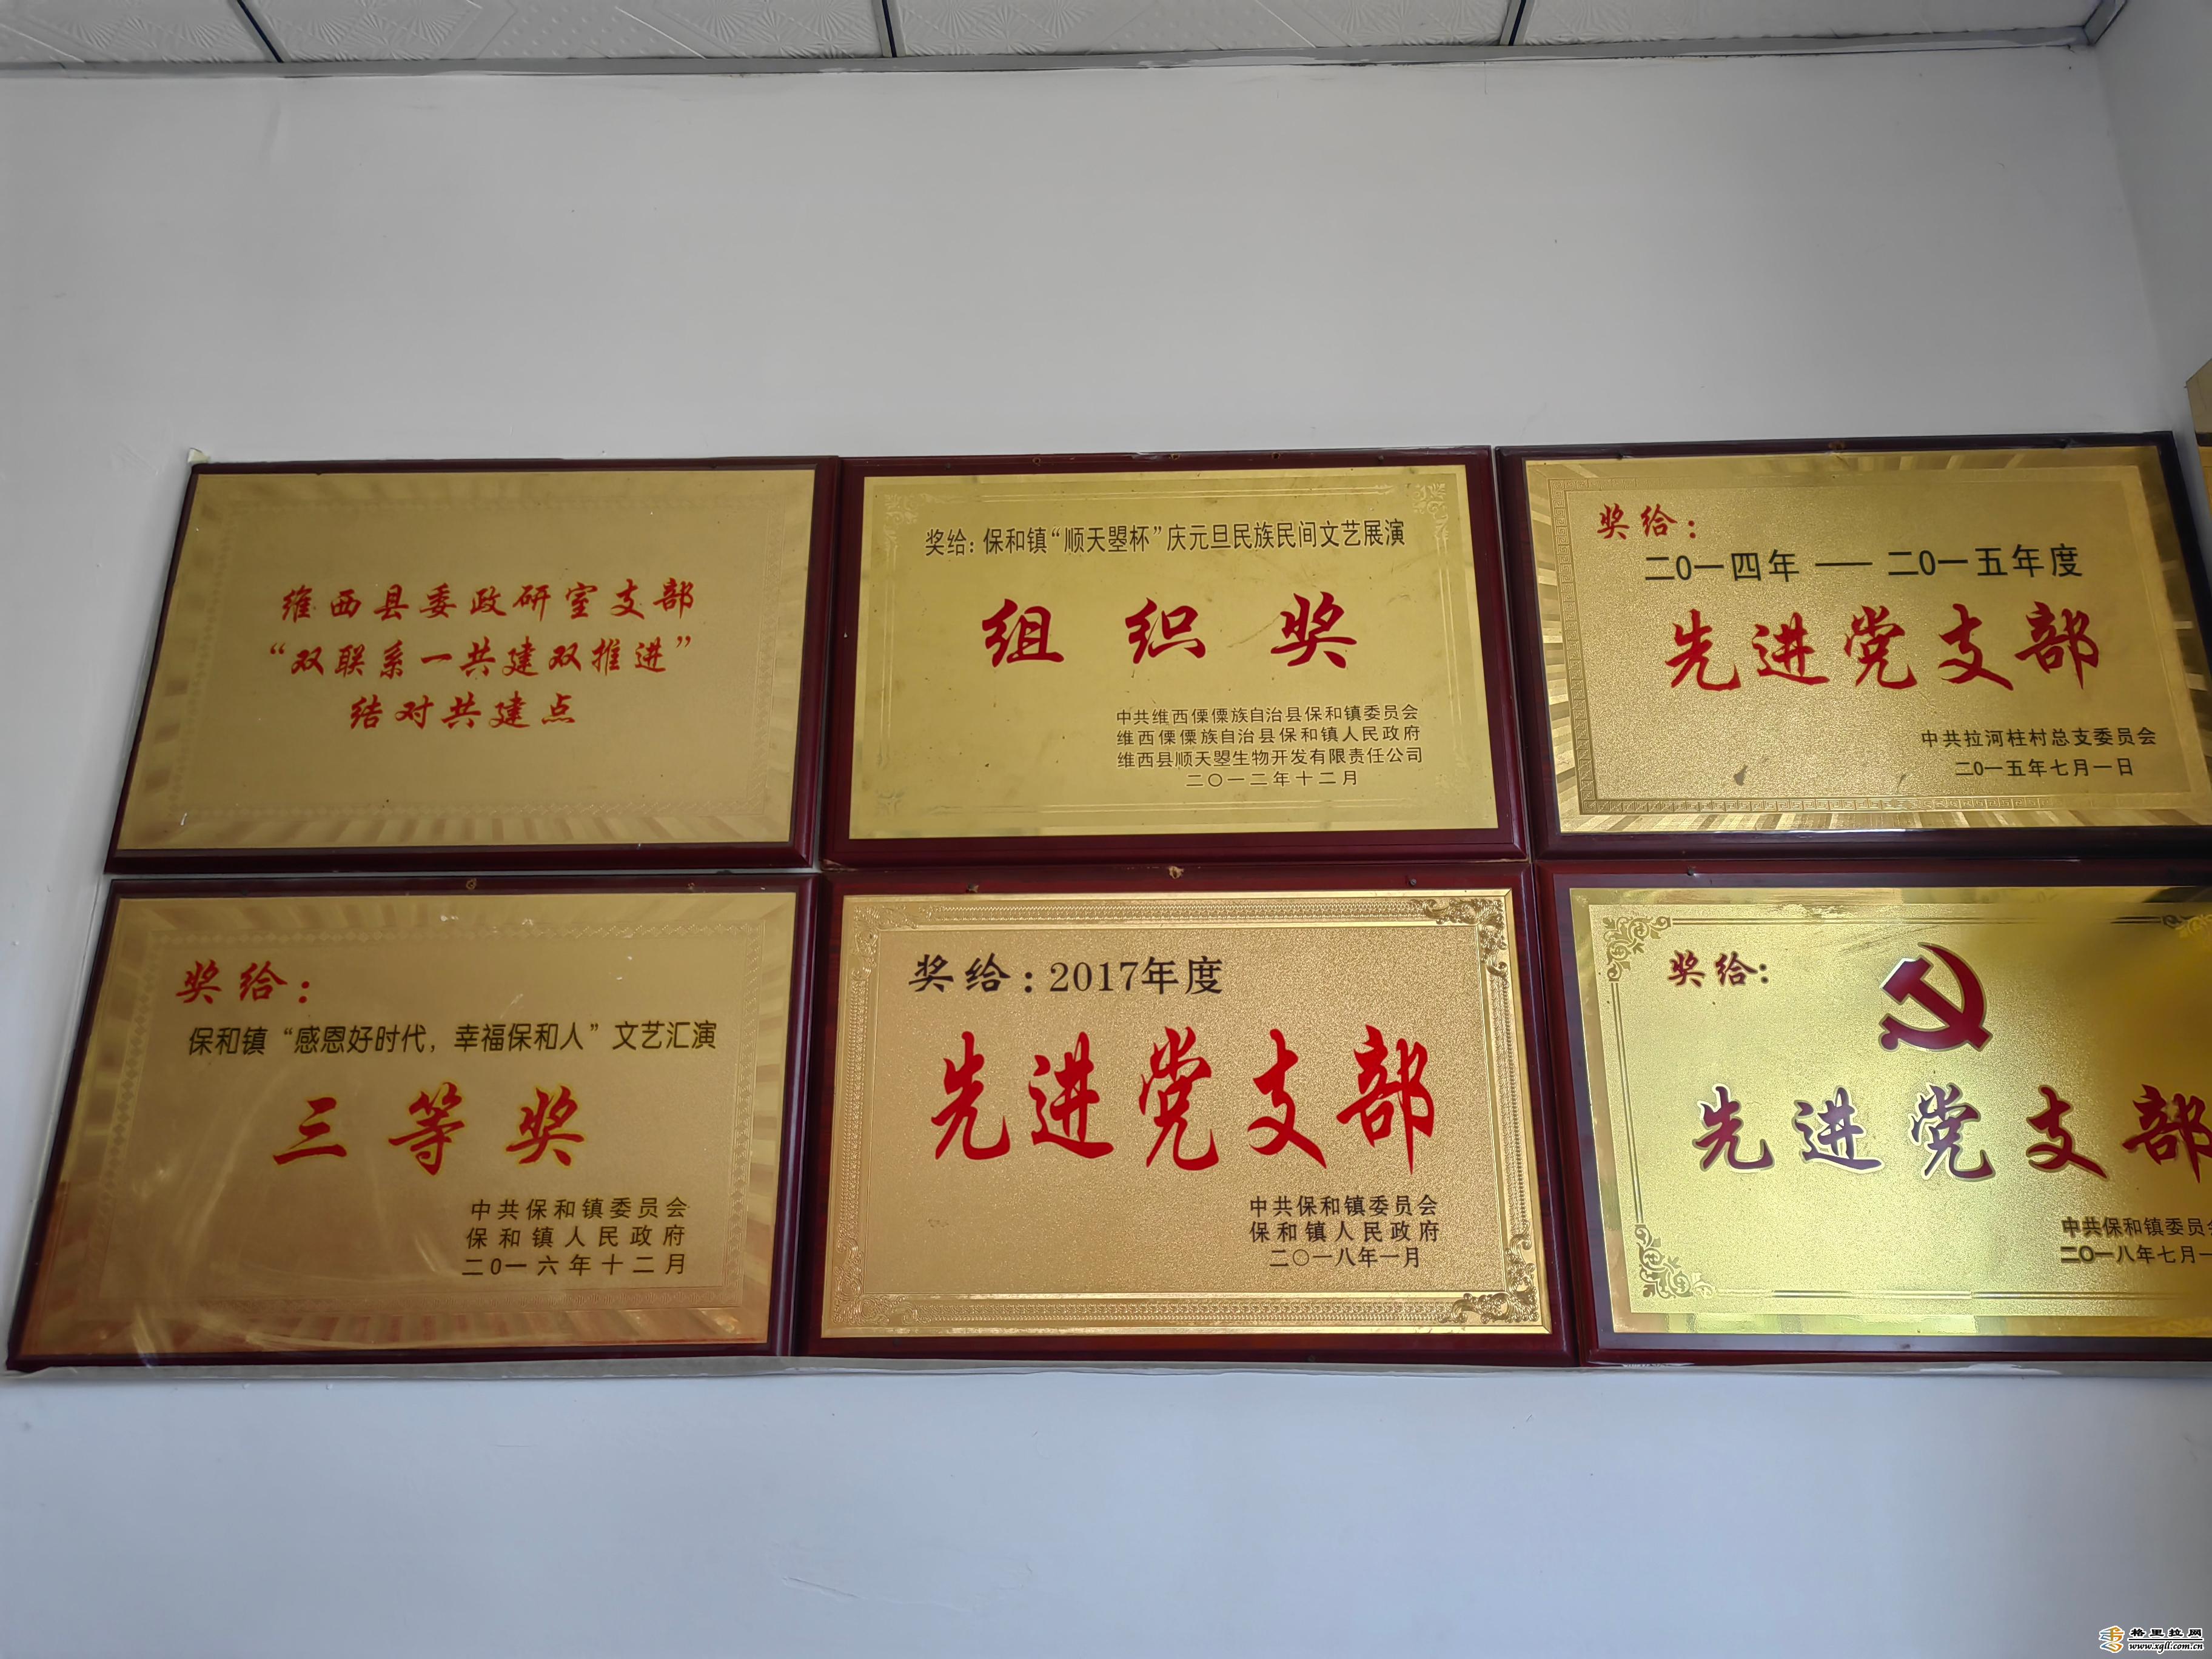 维西县委政研室支部
“双联系一共建双推进”
结对共建点
奖给：保和镇“顺天曌杯”庆元旦民族民间文艺展演
组织奖
中共维西傈僳族自治县保和镇委员会
维西傈僳族自治县保和镇人民政府
维西县顺天曌生物开发有限责任公司
二〇一二年十二月
奖给：
二0一四年——二0一五年度
先进党支部
中共拉河柱村总支委员会
二0一五年七月一日
奖给：
保和镇“感恩好时代，幸福保和人”文艺汇演
三等奖
中共保和镇委员会
保和镇人民政府
二0一六年十二月
奖给：2017年度
先进党支部
中共保和镇委员会
保和镇人民政府
二〇一八年一月
奖给：
先进党支部
中共保和镇委员会
二〇一八年七月一
格里拉网
www.xgll.com.cn